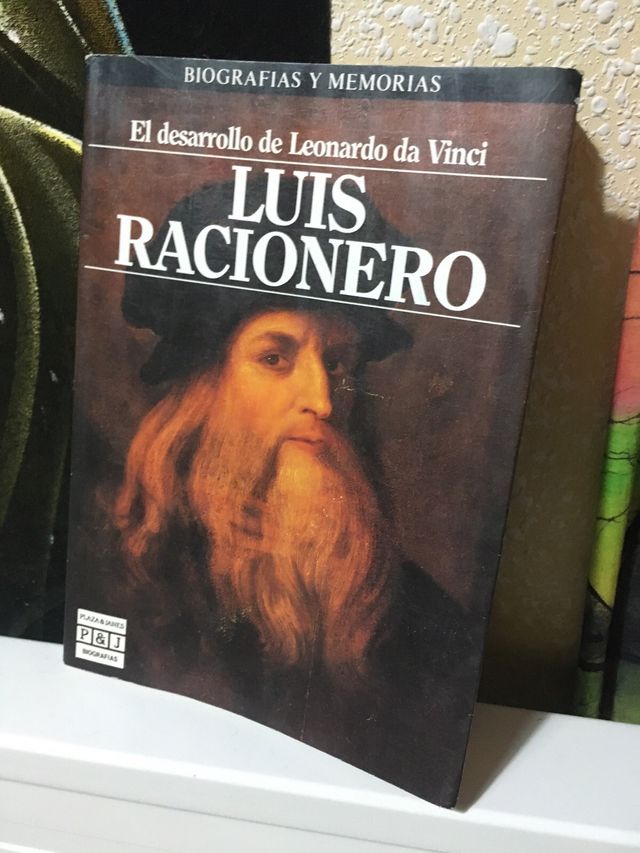 BIOGRAFIAS Y MEMORIAS
El desarrollo de Leonardo da Vinci
LUIS
RACIONERO
PLAZA & JANES
P & J
BIOGRAFIAS